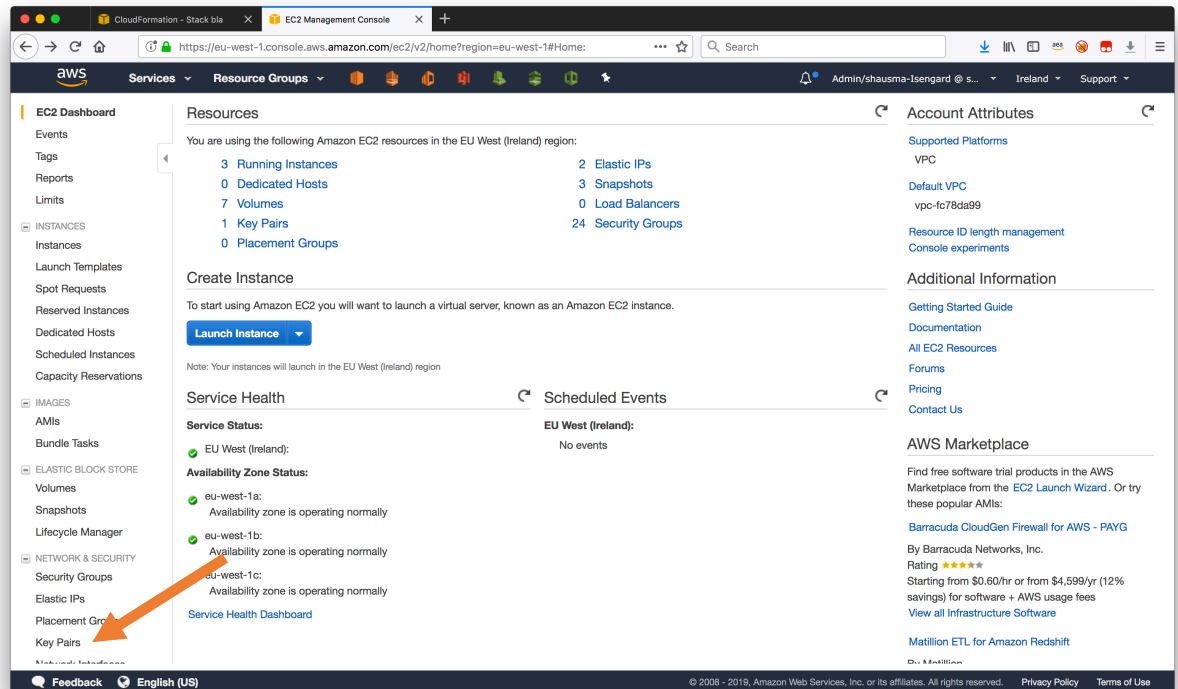 CloudFormation - Stack bla
EC2 Management Console
https://eu-west-1.console.aws.amazon.com/ec2/v2/home?region=eu-west-1#Home:
Search
aws
Services
Resource Groups
Admin/shausma-Isengard @ s...
Ireland
Support
EC2 Dashboard
Events
Tags
Reports
Limits
INSTANCES
Instances
Launch Templates
Spot Requests
Reserved Instances
Dedicated Hosts
Scheduled Instances
Capacity Reservations
IMAGES
AMIs
Bundle Tasks
ELASTIC BLOCK STORE
Volumes
Snapshots
Lifecycle Manager
NETWORK & SECURITY
Security Groups
Elastic IPs
Placement Gro
Key Pairs
Network Interfaces
Resources
You are using the following Amazon EC2 resources in the EU West (Ireland) region:
3 Running Instances
0 Dedicated Hosts
7 Volumes
1 Key Pairs
0 Placement Groups
2 Elastic IPs
3 Snapshots
0 Load Balancers
24 Security Groups
Create Instance
To start using Amazon EC2 you will want to launch a virtual server, known as an Amazon EC2 instance.
Launch Instance
Note: Your instances will launch in the EU West (Ireland) region
Service Health
Service Status:
EU West (Ireland):
Availability Zone Status:
eu-west-1a:
Availability zone is operating normally
eu-west-1b:
Availability zone is operating normally
eu-west-1c:
Availability zone is operating normally
Service Health Dashboard
Scheduled Events
EU West (Ireland):
No events
Account Attributes
Supported Platforms
VPC
Default VPC
vpc-fc78da99
Resource ID length management
Console experiments
Additional Information
Getting Started Guide
Documentation
All EC2 Resources
Forums
Pricing
Contact Us
AWS Marketplace
Find free software trial products in the AWS
Marketplace from the EC2 Launch Wizard. Or try
these popular AMIs:
Barracuda CloudGen Firewall for AWS - PAYG
By Barracuda Networks, Inc.
Rating
Starting from $0.60/hr or from $4,599/yr (12%
savings) for software + AWS usage fees
View all Infrastructure Software
Matillion ETL for Amazon Redshift
By Matillion
Feedback
English (US)
© 2008 - 2019, Amazon Web Services, Inc. or its affiliates. All rights reserved.
Privacy Policy
Terms of Use